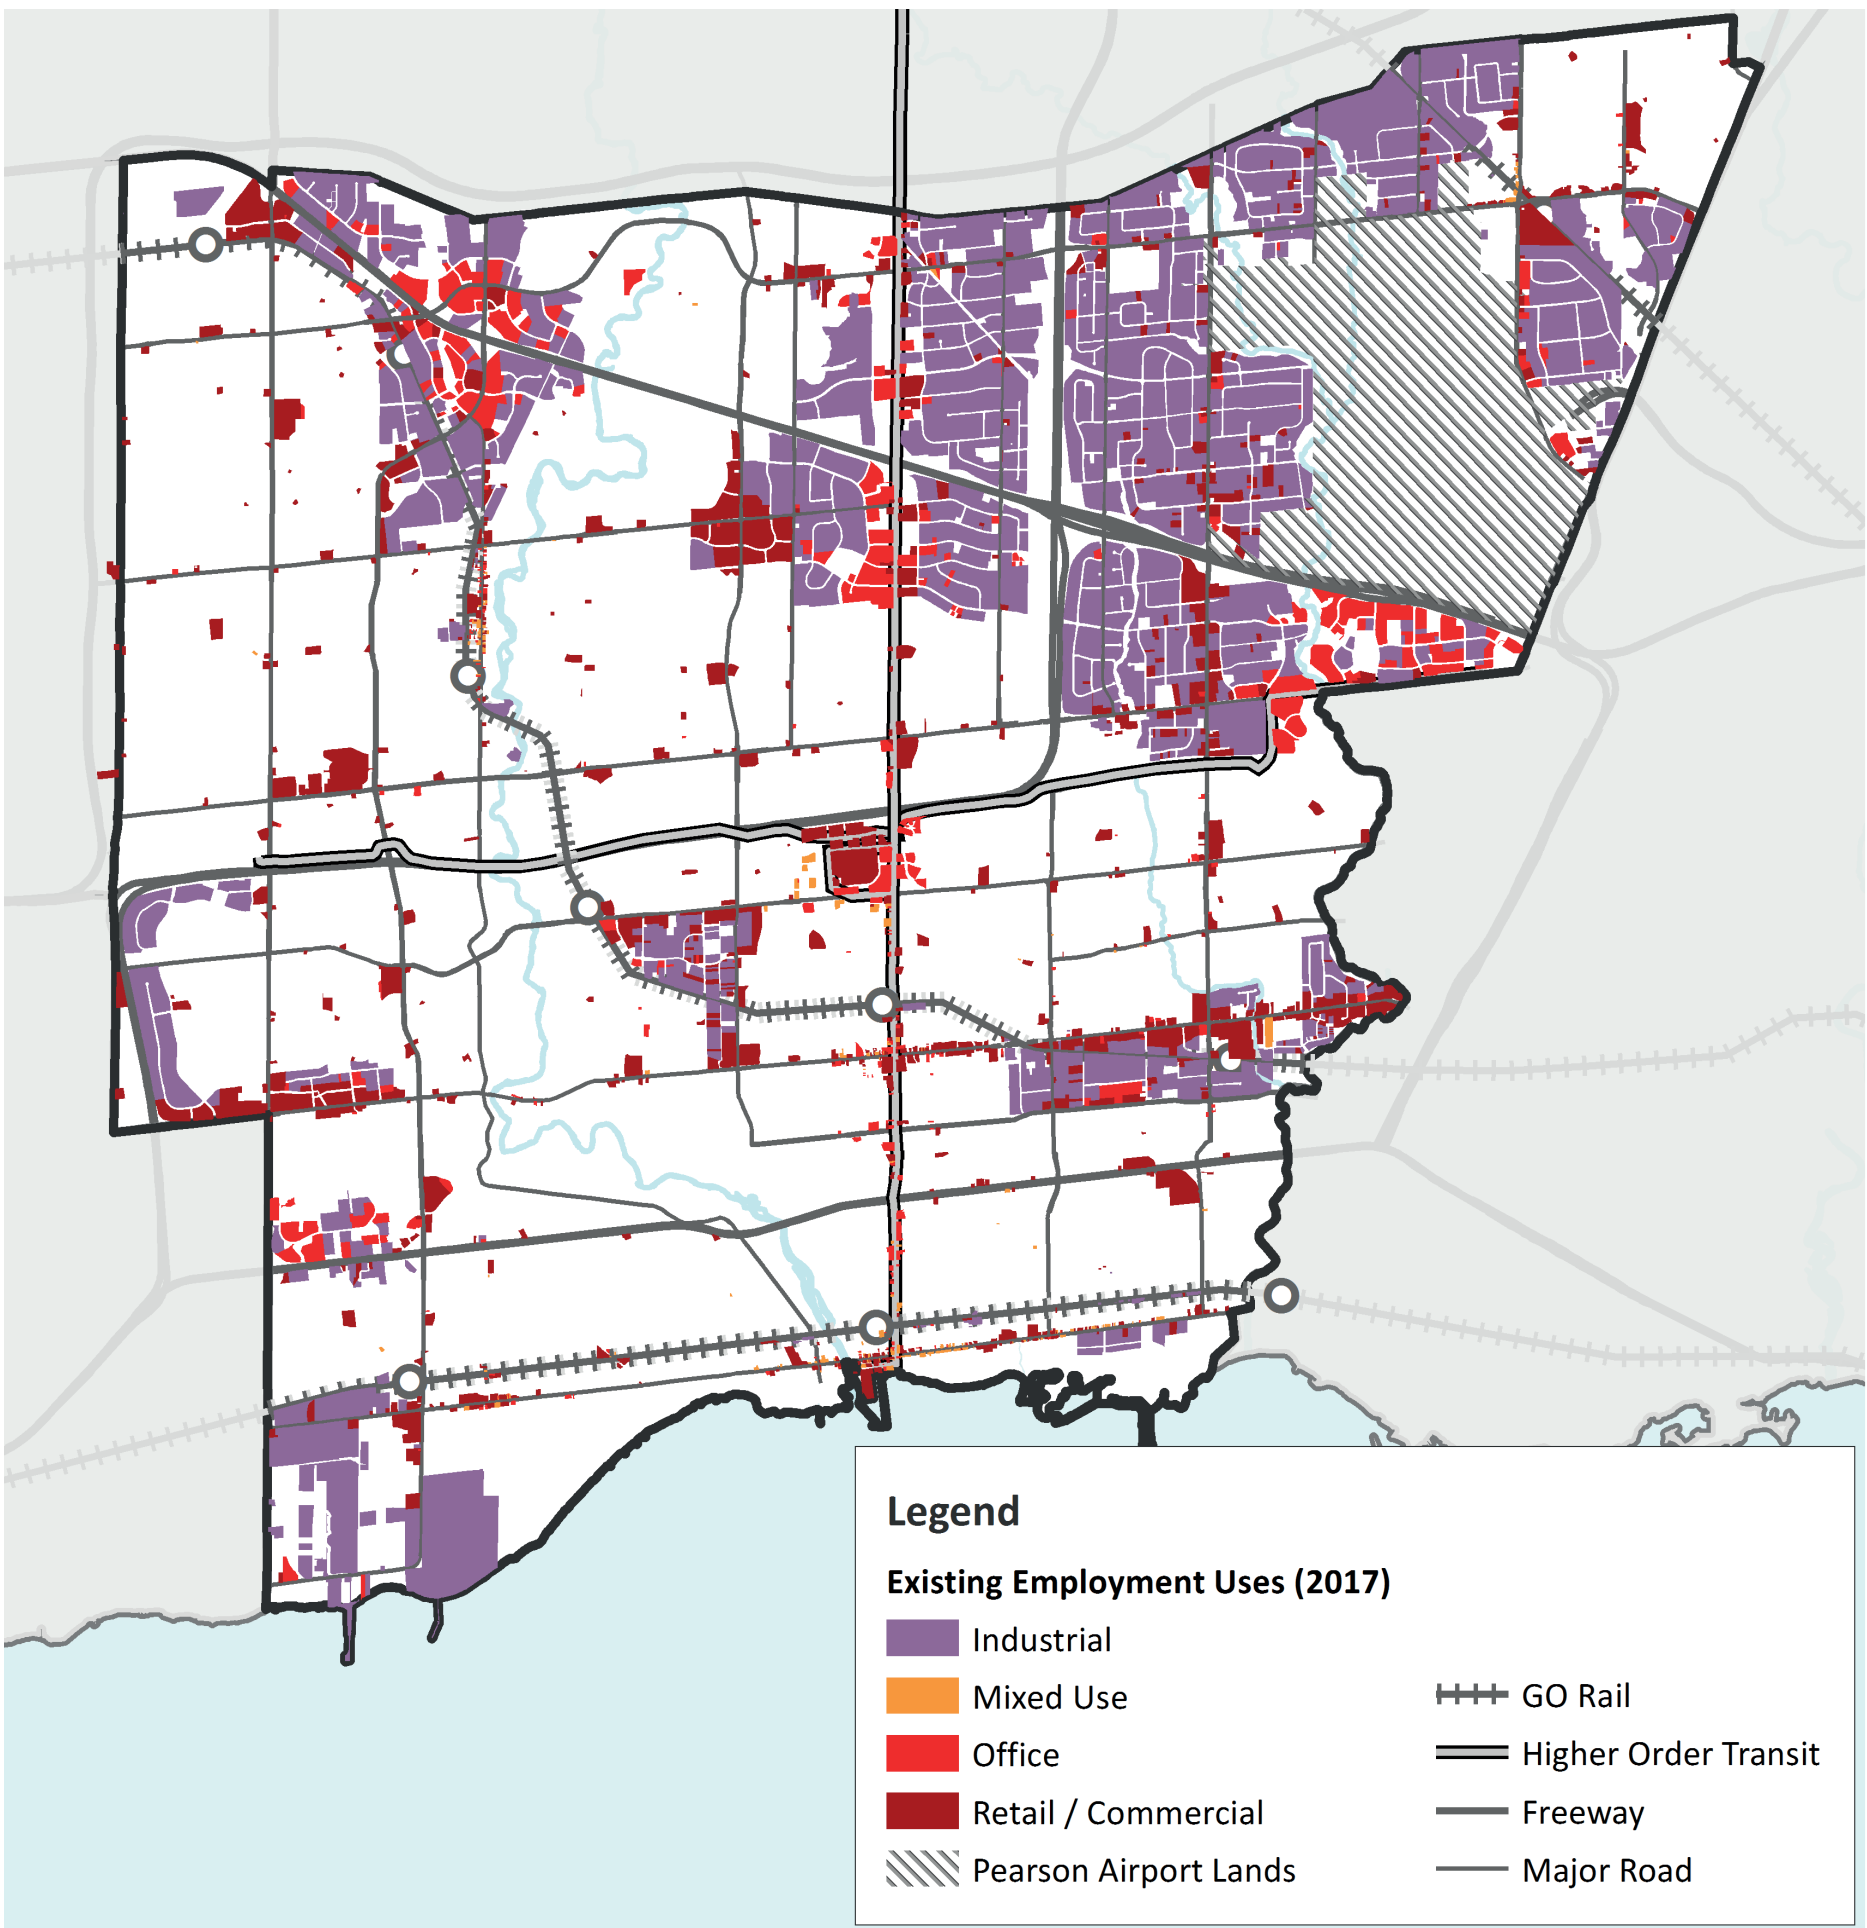 Legend
Existing Employment Uses (2017)
Industrial
Mixed Use
Office
Retail / Commercial
Pearson Airport Lands
GO Rail
Higher Order Transit
Freeway
Major Road